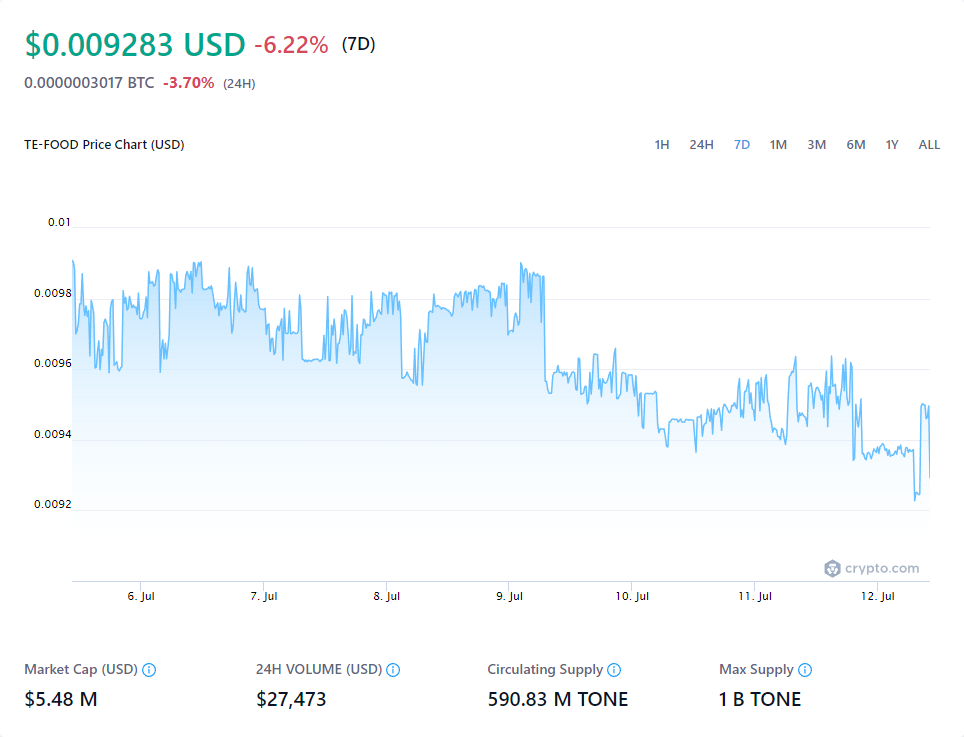 $0.009283 USD -6.22% (7D)
0.0000003017 BTC -3.70% (24H)
TE-FOOD Price Chart (USD) 1H 24H 7D 1M 3M 6M 1Y ALL
0.01
0.0098
0.0096
0.0094
0.0092
crypto.com
6. Jul 7. Jul 8. Jul 9. Jul 10. Jul 11. Jul 12. Jul
Market Cap (USD) 24H VOLUME (USD) Circulating Supply Max Supply
$5.48 M $27,473 590.83 M TONE 1 B TONE